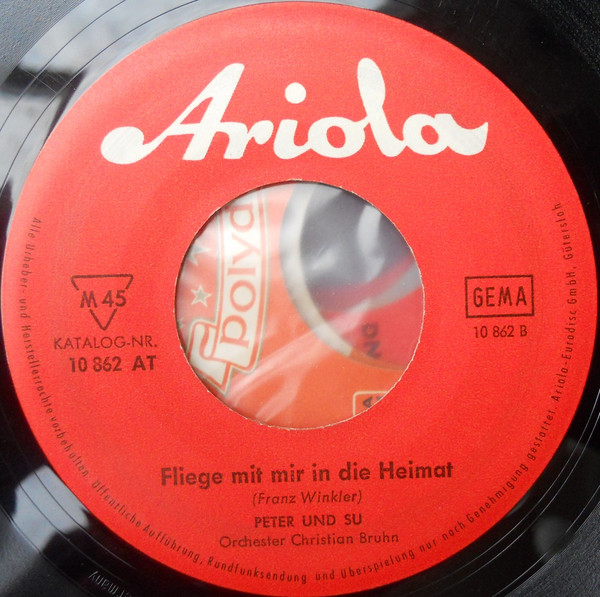 Ariola
M 45
KATALOG-NR.
10 862 AT
GEMA
10 862 B
polyd
Fliege mit mir in die Heimat
(Franz Winkler)
PETER UND SU
Orchester Christian Bruhn
Alle Urheber- und Herstellerrechte vorbehalten. Öffentliche Aufführung, Rundfunksendung und Überspielung nur nach Genehmigung gestattet. Ariola-Eurodisc GmbH, Gütersloh
many